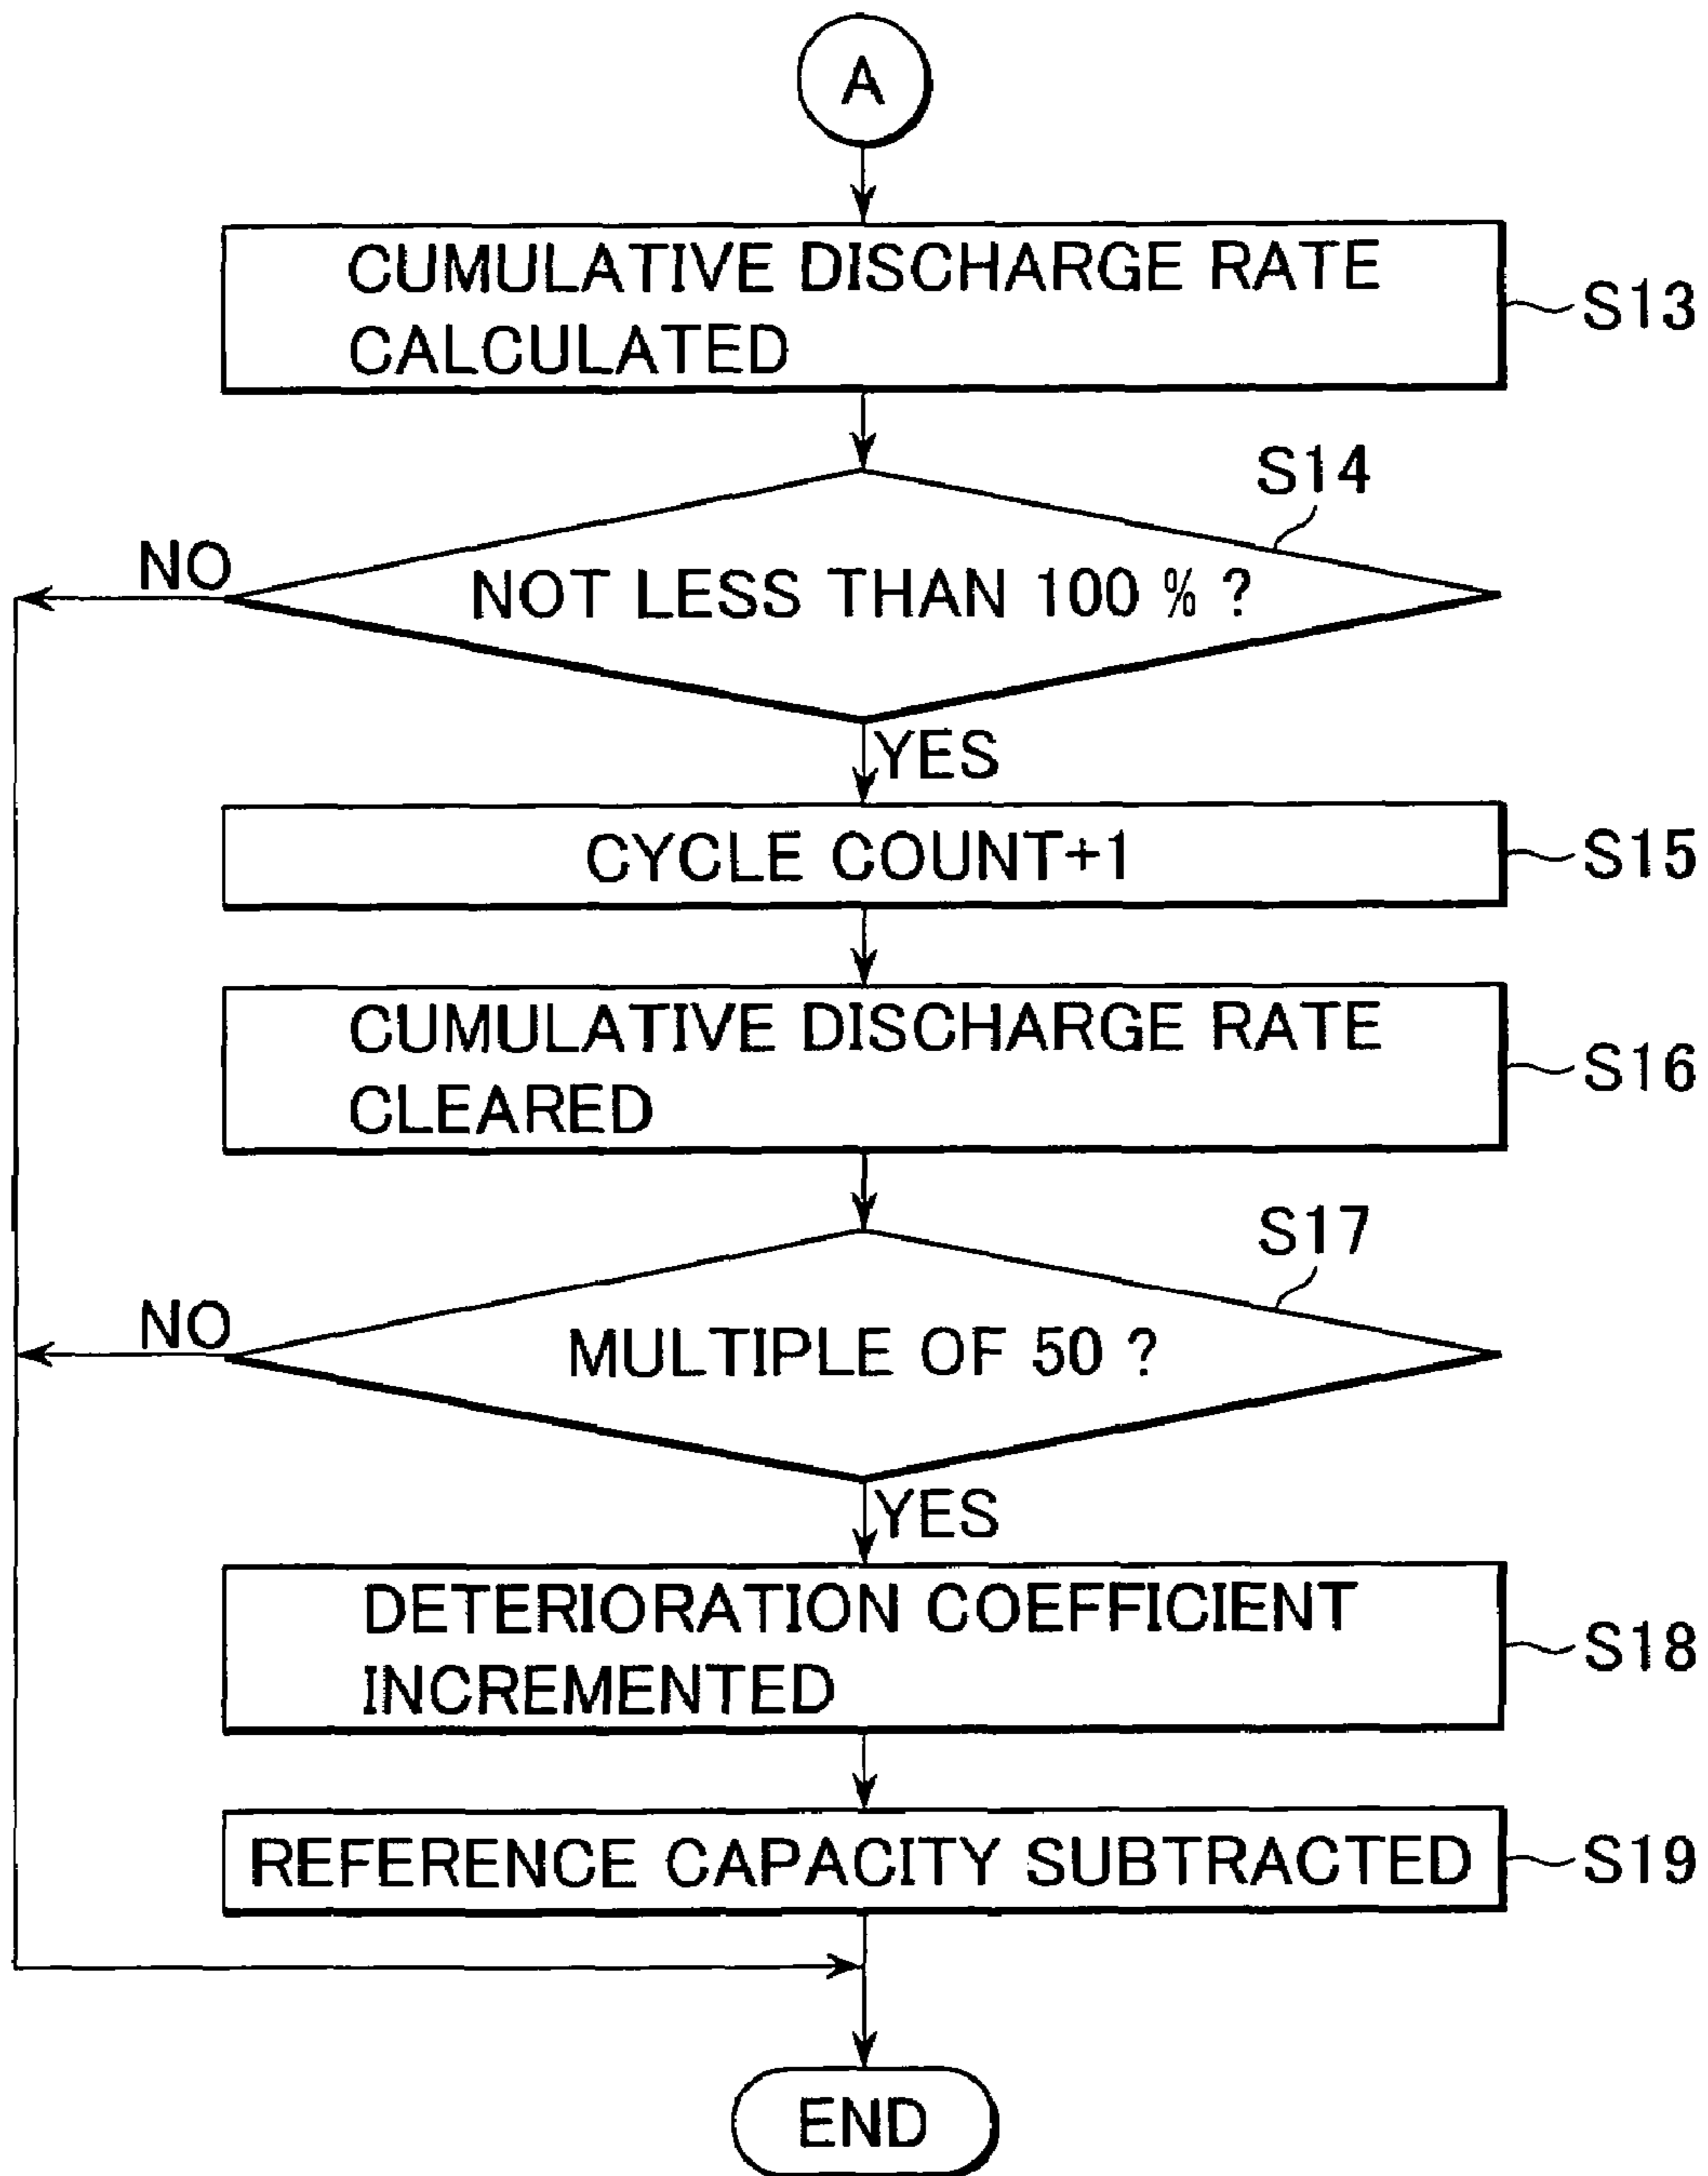 A
CUMULATIVE DISCHARGE RATE
CALCULATED
S13
S14
NO
NOT LESS THAN 100 % ?
YES
CYCLE COUNT+1
S15
CUMULATIVE DISCHARGE RATE
CLEARED
S16
S17
NO
MULTIPLE OF 50 ?
YES
DETERIORATION COEFFICIENT
INCREMENTED
S18
REFERENCE CAPACITY SUBTRACTED
S19
END